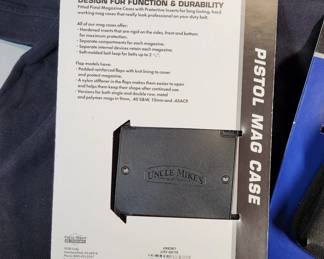 DESIGN FOR FUNCTION & DURABILITY
Fitted Pistol Magazine Cases with Protective Inserts for long lasting, hard
working mag cases that really look professional on your duty belt.
All of our mag cases offer:
- Hardened inserts that are rigid on the sides, front and bottom
for maximum protection.
- Separate compartments for each magazine.
- Separate internal devices retain each magazine.
- Self-molded belt loop for belts up to 2 ¼".
Flap models have:
- Padded reinforced flaps with knit lining to cover
and protect magazine.
- A nylon stiffener in the flaps makes them easier to open
and helps them keep their shape after continued use.
- Versions for both single and double row, metal
and polymer mags in 9mm, .40 S&W, 10mm and .45ACP.
PISTOL MAG CASE
UNCLE MIKE'S